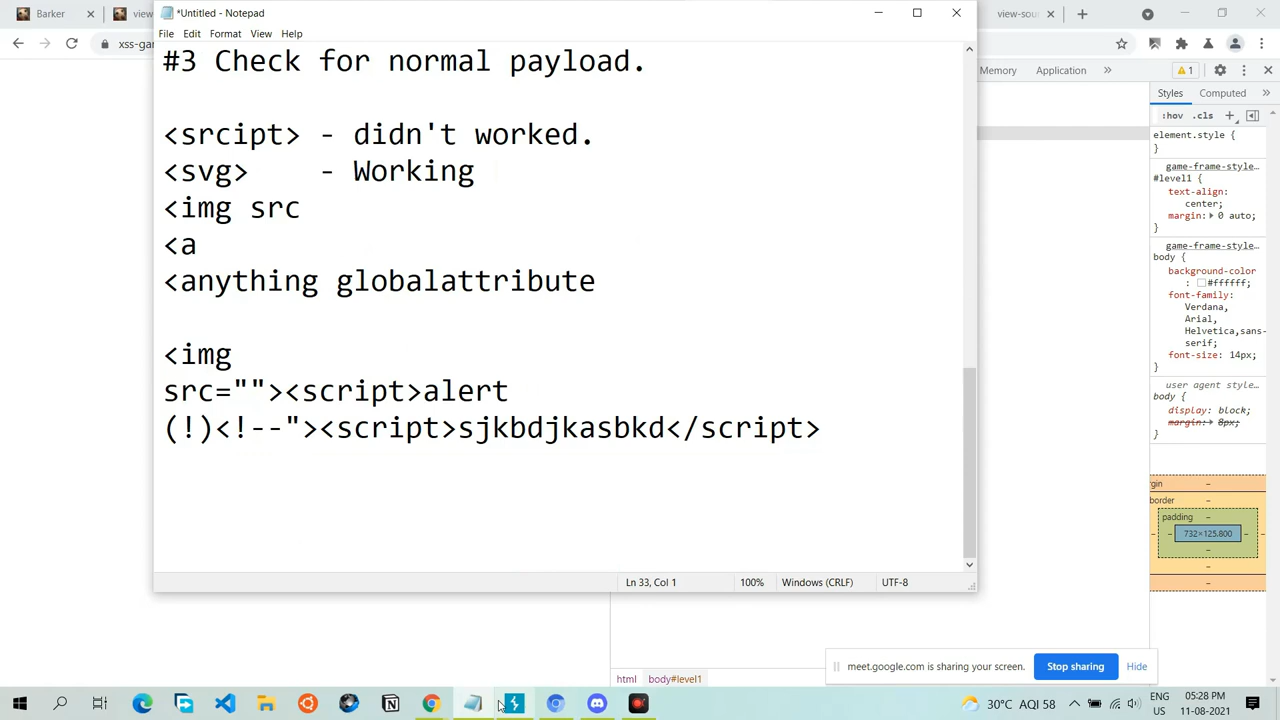 Barker
view
*Untitled - Notepad
view-sou
File Edit Format View Help
xss-gan
#3 Check for normal payload.
<srcipt> - didn't worked.
<svg> - Working
<img src
<a
<anything globalattribute
<img
src=""><script>alert
(!)<!--"><script>sjkbdjkasbkd</script>
Ln 33, Col 1 100% Windows (CRLF) UTF-8
Memory Application » 1
Styles Computed »
:hov .cls +
element.style {
}
game-frame-style…
#level1 {
text-align:
center;
margin: 0 auto;
}
game-frame-style…
body {
background-color
: #ffffff;
font-family:
Verdana,
Arial,
Helvetica,sans-
serif;
font-size: 14px;
}
user agent style…
body {
display: block;
margin: 8px;
}
rgin –
border –
padding –
– – 732×125.800 – –
–
–
–
html body#level1
meet.google.com is sharing your screen. Stop sharing Hide
30°C AQI 58
ENG
US
05:28 PM
11-08-2021